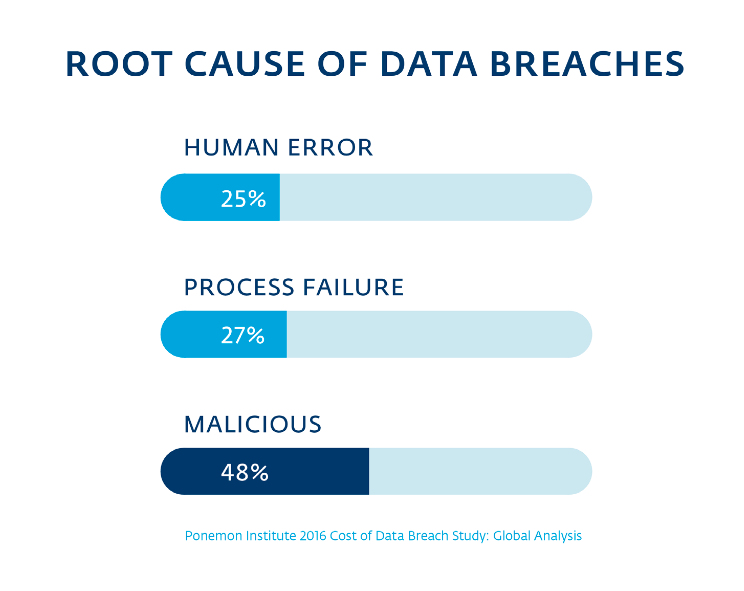 ROOT CAUSE OF DATA BREACHES
HUMAN ERROR
25%
PROCESS FAILURE
27%
MALICIOUS
48%
Ponemon Institute 2016 Cost of Data Breach Study: Global Analysis